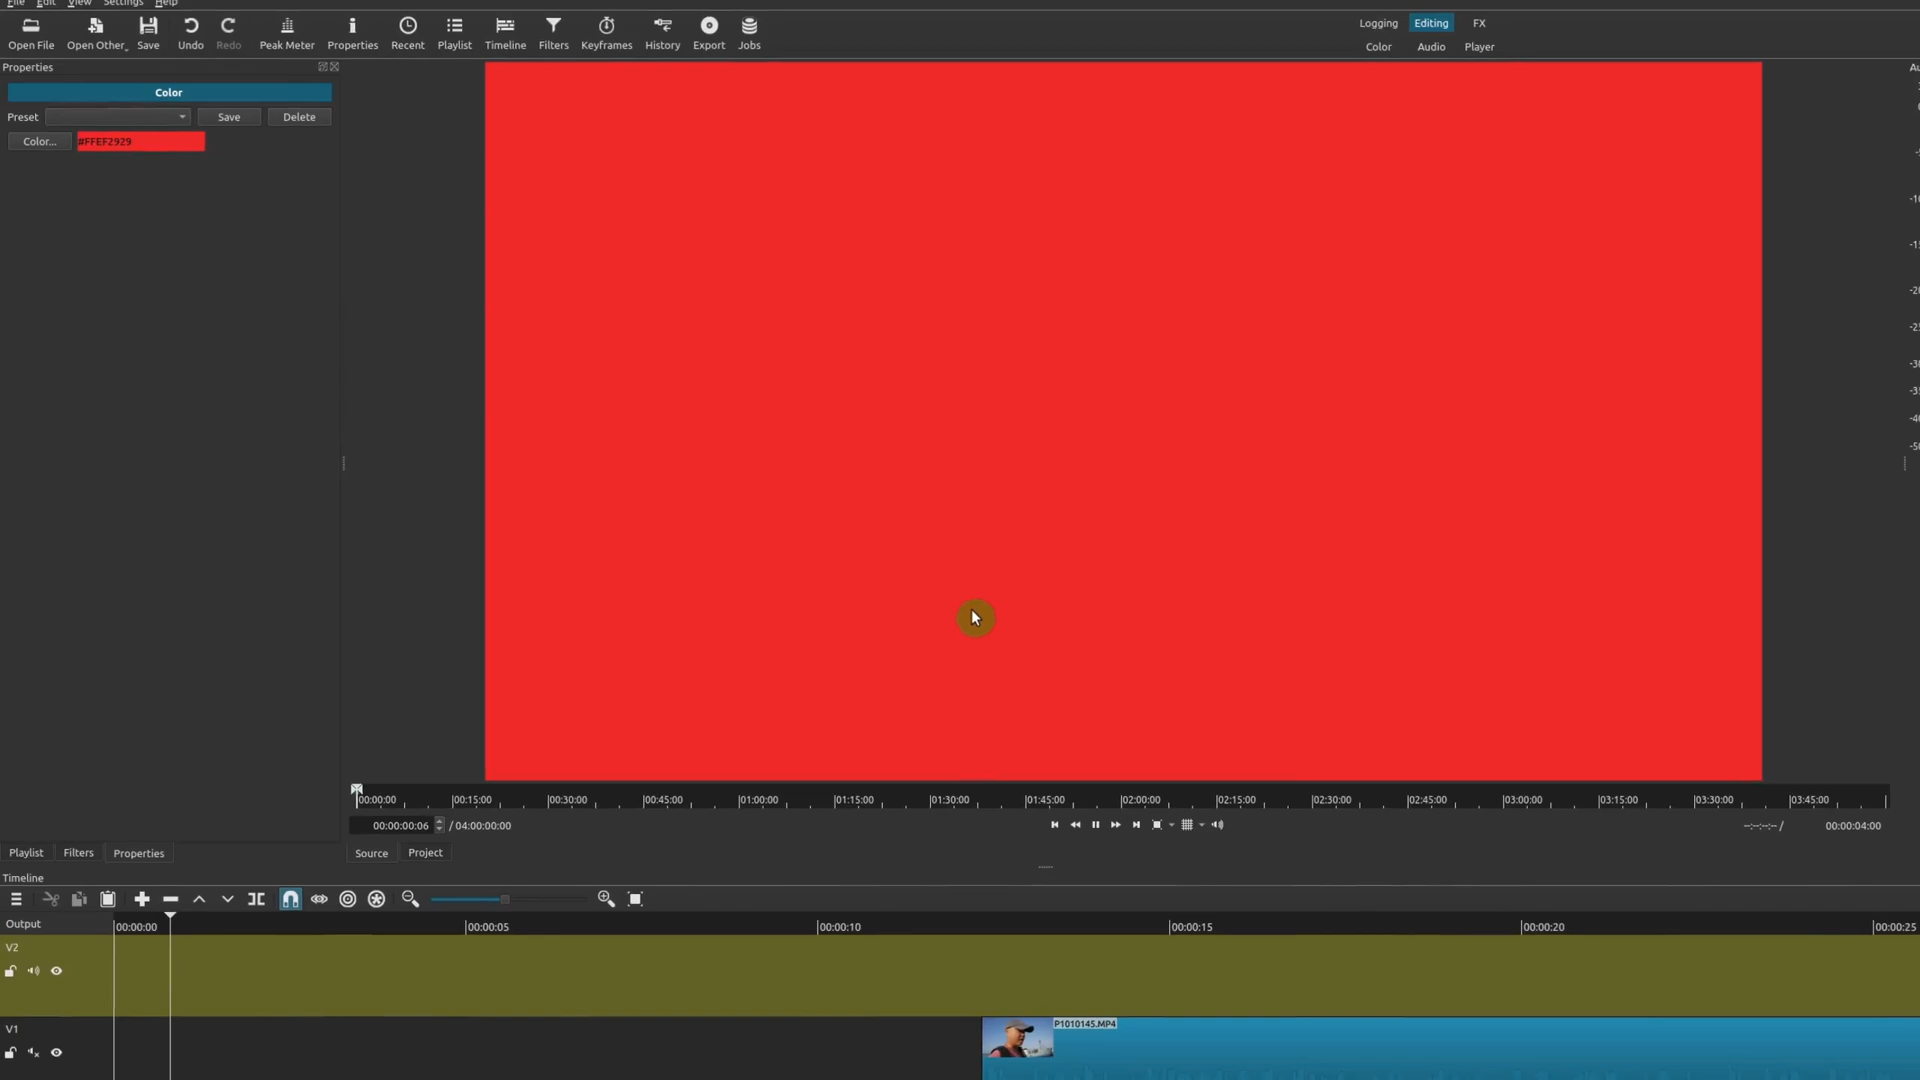 File Edit View Settings Help
Open File Open Other... Save Undo Redo Peak Meter Properties Recent Playlist Timeline Filters Keyframes History Export Jobs
Logging Editing FX
Color Audio Player
Properties
Color
Preset Save Delete
Color... #FFEF2929
00:00:00 00:15:00 00:30:00 00:45:00 01:00:00 01:15:00 01:30:00 01:45:00 02:00:00 02:15:00 02:30:00 02:45:00 03:00:00 03:15:00 03:30:00 03:45:00
00:00:00:06 / 04:00:00:00 --:--:--:-- / 00:00:04:00
Playlist Filters Properties Source Project
Timeline
Output 00:00:00 00:00:05 00:00:10 00:00:15 00:00:20 00:00:25
V2
V1 P1010145.MP4